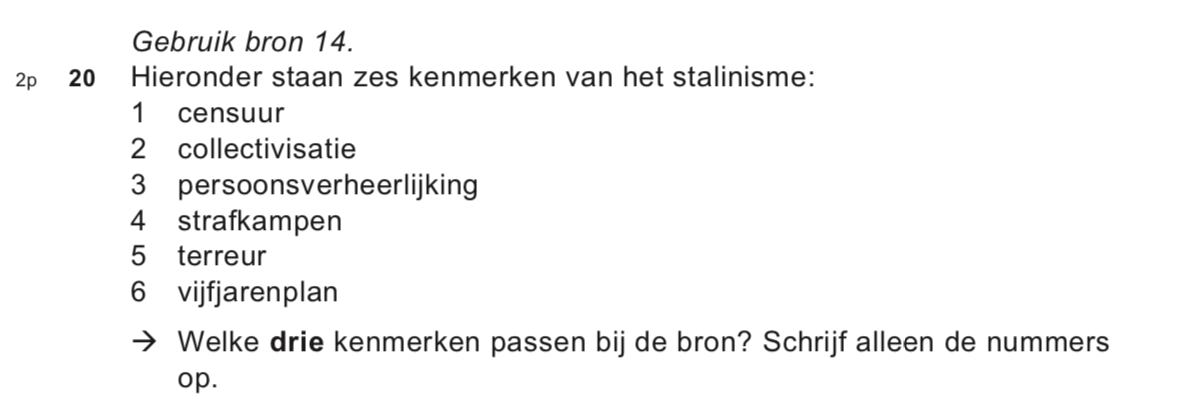 Gebruik bron 14.
2p 20 Hieronder staan zes kenmerken van het stalinisme:
1 censuur
2 collectivisatie
3 persoonsverheerlijking
4 strafkampen
5 terreur
6 vijfjarenplan
→ Welke drie kenmerken passen bij de bron? Schrijf alleen de nummers
op.